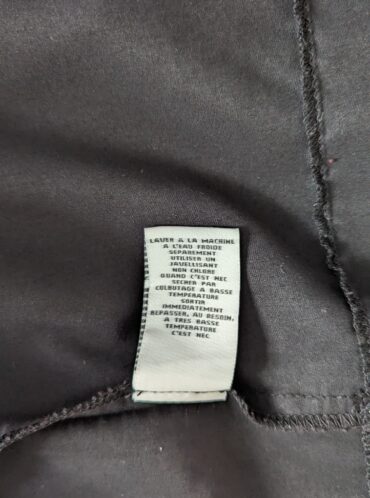 LAVER A LA MACHINE
A L'EAU FROIDE
SEPAREMENT
UTILISER UN
JAVELLISANT
NON CHLORE
QUAND C'EST NEC
SECHER PAR
COLBUTAGE A BASSE
TEMPERATURE
SORTIR
IMMEDIATEMENT
REPASSER, AU BESOIN,
A TRES BASSE
TEMPERATURE
C'EST NEC